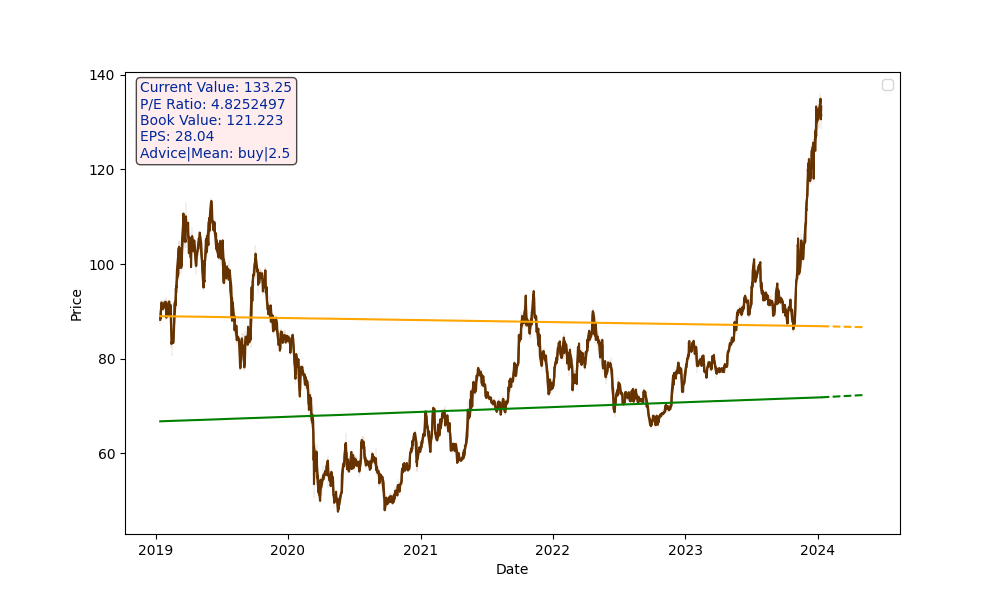 Current Value: 133.25
P/E Ratio: 4.8252497
Book Value: 121.223
EPS: 28.04
Advice|Mean: buy|2.5
140
120
100
80
60
Price
2019 2020 2021 2022 2023 2024
Date